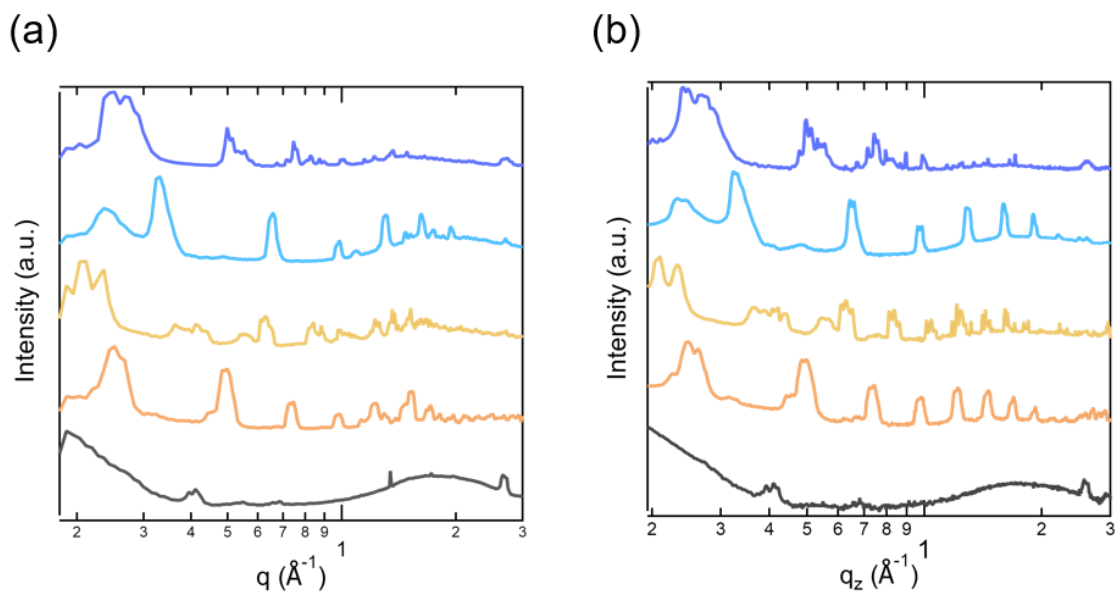 (a)
(b)
Intensity (a.u.)
2 3 4 5 6 7 8 9 1 2 3
q (Å-1)
Intensity (a.u.)
2 3 4 5 6 7 8 9 1 2 3
qz (Å-1)